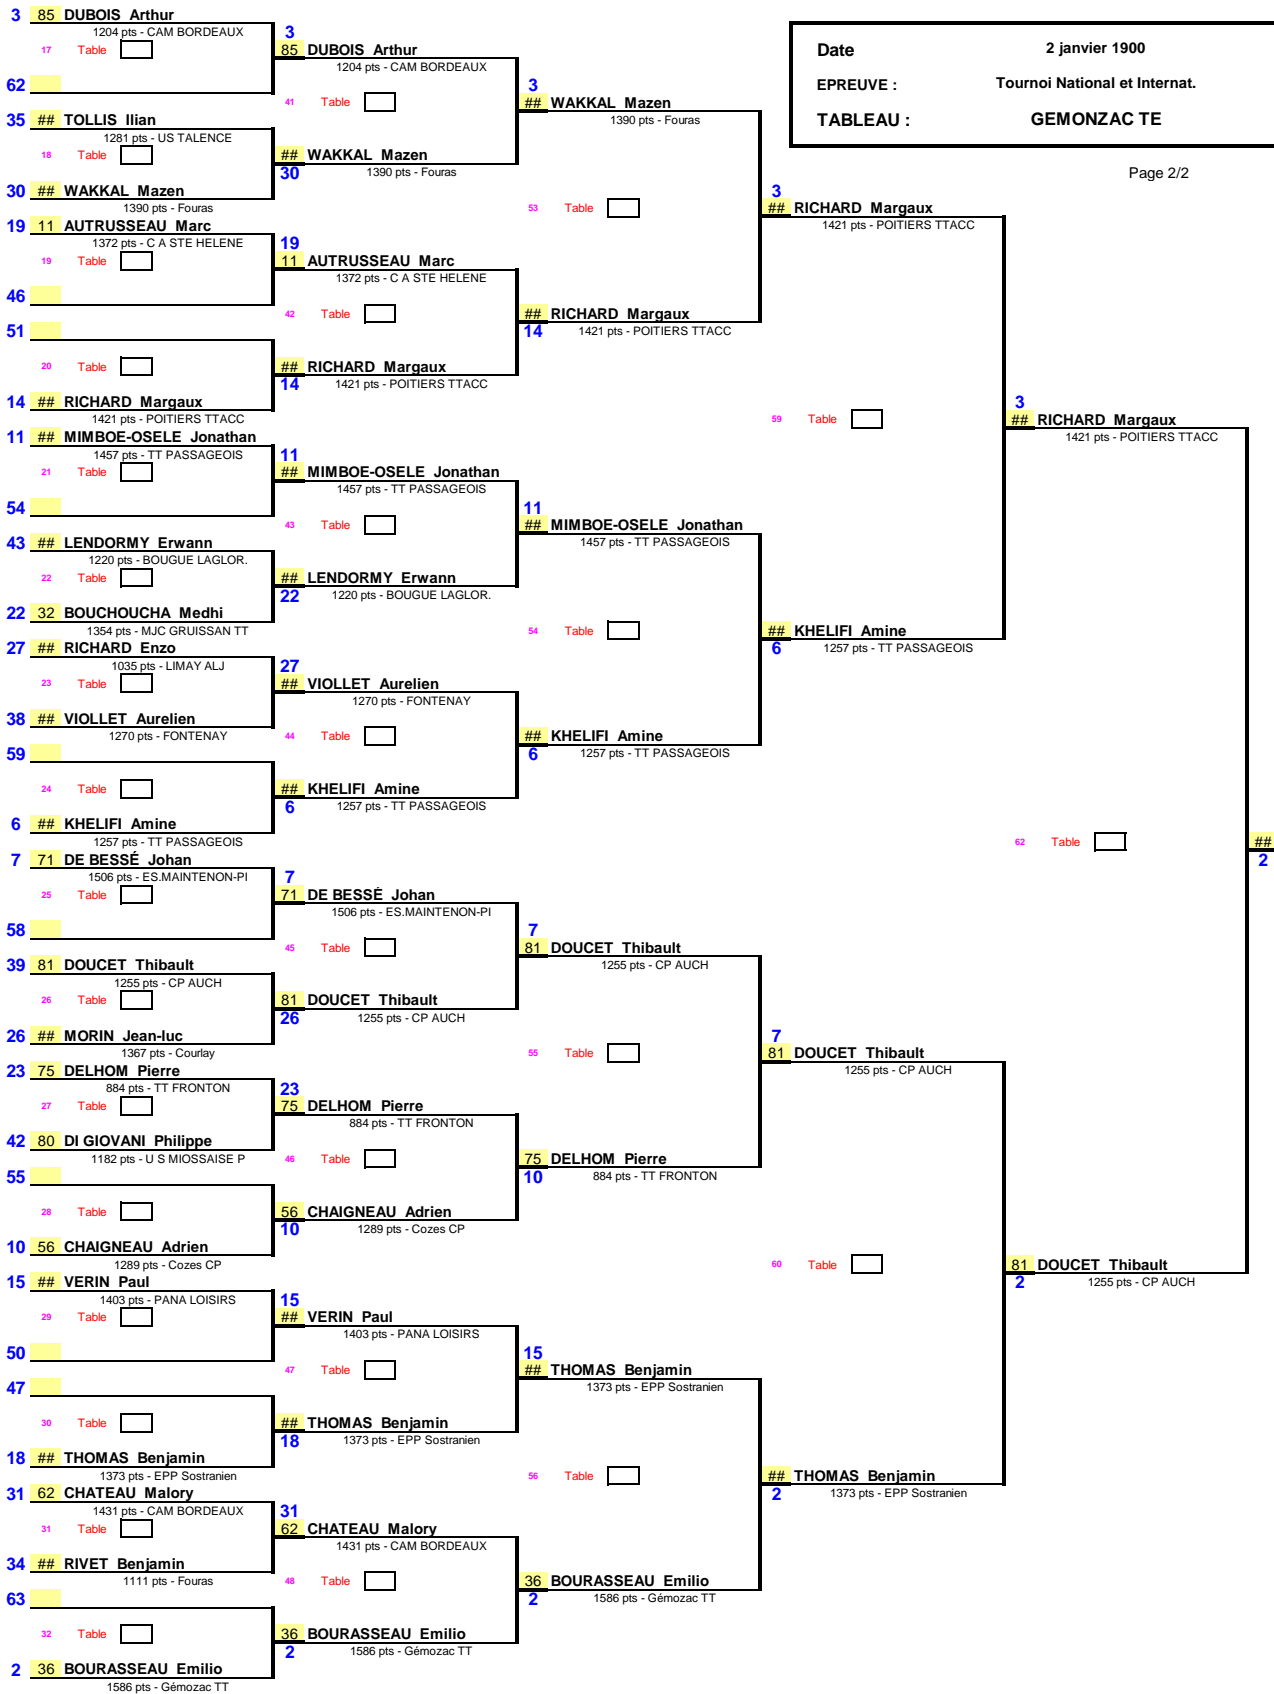 3 85 DUBOIS Arthur
1204 pts - CAM BORDEAUX
17 Table
62
35 ## TOLLIS Ilian
1281 pts - US TALENCE
18 Table
30 ## WAKKAL Mazen
1390 pts - Fouras
19 11 AUTRUSSEAU Marc
1372 pts - C A STE HELENE
19 Table
46
51
20 Table
14 ## RICHARD Margaux
1421 pts - POITIERS TTACC
11 ## MIMBOE-OSELE Jonathan
1457 pts - TT PASSAGEOIS
21 Table
54
43 ## LENDORMY Erwann
1220 pts - BOUGUE LAGLOR.
22 Table
22 32 BOUCHOUCHA Medhi
1354 pts - MJC GRUISSAN TT
27 ## RICHARD Enzo
1035 pts - LIMAY ALJ
23 Table
38 ## VIOLLET Aurelien
1270 pts - FONTENAY
59
24 Table
6 ## KHELIFI Amine
1257 pts - TT PASSAGEOIS
7 71 DE BESSÉ Johan
1506 pts - ES.MAINTENON-PI
25 Table
58
39 81 DOUCET Thibault
1255 pts - CP AUCH
26 Table
26 ## MORIN Jean-luc
1367 pts - Courlay
23 75 DELHOM Pierre
884 pts - TT FRONTON
27 Table
42 80 DI GIOVANI Philippe
1182 pts - U S MIOSSAISE P
55
28 Table
10 56 CHAIGNEAU Adrien
1289 pts - Cozes CP
15 ## VERIN Paul
1403 pts - PANA LOISIRS
29 Table
50
47
30 Table
18 ## THOMAS Benjamin
1373 pts - EPP Sostranien
31 62 CHATEAU Malory
1431 pts - CAM BORDEAUX
31 Table
34 ## RIVET Benjamin
1111 pts - Fouras
63
32 Table
2 36 BOURASSEAU Emilio
1586 pts - Gémozac TT
3
85 DUBOIS Arthur
1204 pts - CAM BORDEAUX
41 Table
## WAKKAL Mazen
30 1390 pts - Fouras
19
11 AUTRUSSEAU Marc
1372 pts - C A STE HELENE
42 Table
## RICHARD Margaux
14 1421 pts - POITIERS TTACC
11
## MIMBOE-OSELE Jonathan
1457 pts - TT PASSAGEOIS
43 Table
## LENDORMY Erwann
22 1220 pts - BOUGUE LAGLOR.
27
## VIOLLET Aurelien
1270 pts - FONTENAY
44 Table
## KHELIFI Amine
6 1257 pts - TT PASSAGEOIS
7
71 DE BESSÉ Johan
1506 pts - ES.MAINTENON-PI
45 Table
81 DOUCET Thibault
26 1255 pts - CP AUCH
23
75 DELHOM Pierre
884 pts - TT FRONTON
46 Table
56 CHAIGNEAU Adrien
10 1289 pts - Cozes CP
15
## VERIN Paul
1403 pts - PANA LOISIRS
47 Table
## THOMAS Benjamin
18 1373 pts - EPP Sostranien
31
62 CHATEAU Malory
1431 pts - CAM BORDEAUX
48 Table
36 BOURASSEAU Emilio
2 1586 pts - Gémozac TT
3
## WAKKAL Mazen
1390 pts - Fouras
53 Table
## RICHARD Margaux
14 1421 pts - POITIERS TTACC
11
## MIMBOE-OSELE Jonathan
1457 pts - TT PASSAGEOIS
54 Table
## KHELIFI Amine
6 1257 pts - TT PASSAGEOIS
7
81 DOUCET Thibault
1255 pts - CP AUCH
55 Table
75 DELHOM Pierre
10 884 pts - TT FRONTON
15
## THOMAS Benjamin
1373 pts - EPP Sostranien
56 Table
36 BOURASSEAU Emilio
2 1586 pts - Gémozac TT
Date 2 janvier 1900
EPREUVE : Tournoi National et Internat.
TABLEAU : GEMONZAC TE
Page 2/2
3
## RICHARD Margaux
1421 pts - POITIERS TTACC
59 Table
## KHELIFI Amine
6 1257 pts - TT PASSAGEOIS
7
81 DOUCET Thibault
1255 pts - CP AUCH
60 Table
## THOMAS Benjamin
2 1373 pts - EPP Sostranien
3
## RICHARD Margaux
1421 pts - POITIERS TTACC
62 Table
81 DOUCET Thibault
2 1255 pts - CP AUCH
##
2